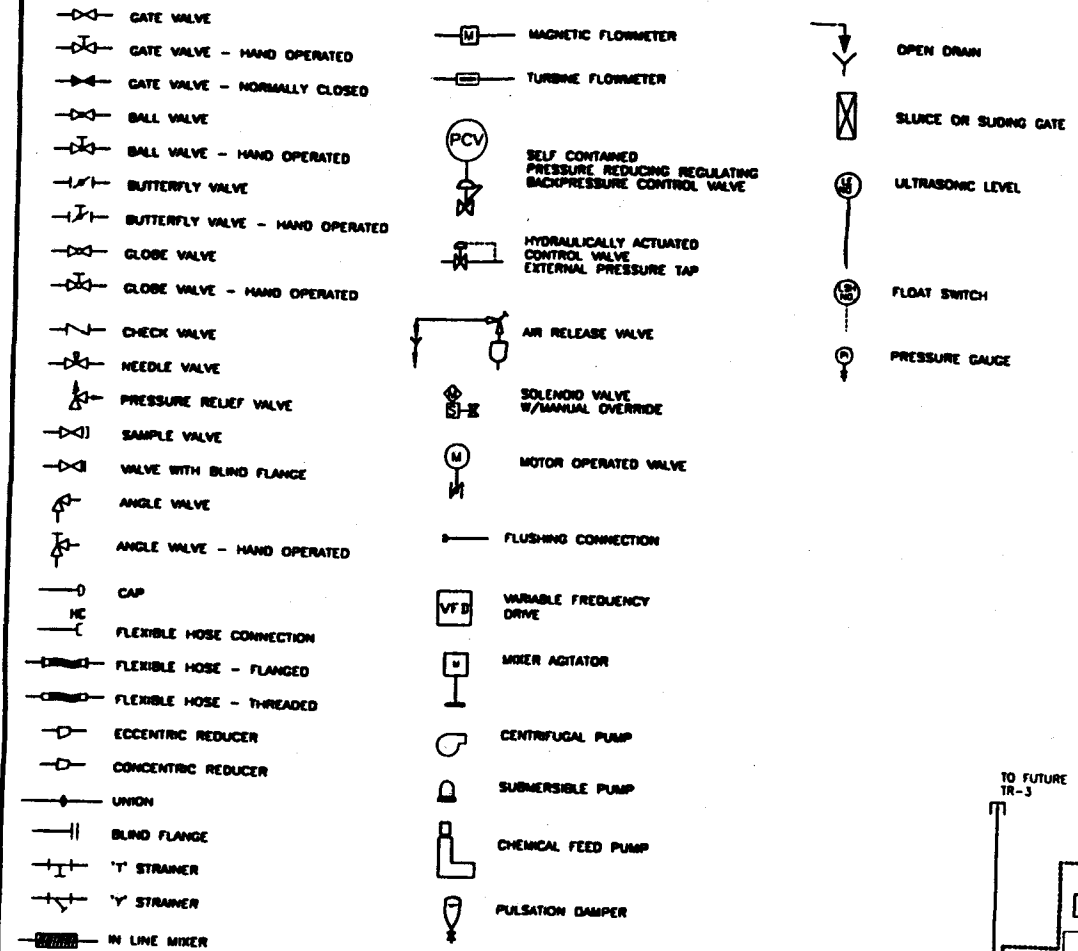 GATE VALVE
GATE VALVE - HAND OPERATED
GATE VALVE - NORMALLY CLOSED
BALL VALVE
BALL VALVE - HAND OPERATED
BUTTERFLY VALVE
BUTTERFLY VALVE - HAND OPERATED
GLOBE VALVE
GLOBE VALVE - HAND OPERATED
CHECK VALVE
NEEDLE VALVE
PRESSURE RELIEF VALVE
SAMPLE VALVE
VALVE WITH BLIND FLANGE
ANGLE VALVE
ANGLE VALVE - HAND OPERATED
CAP
HC
FLEXIBLE HOSE CONNECTION
FLEXIBLE HOSE - FLANGED
FLEXIBLE HOSE - THREADED
ECCENTRIC REDUCER
CONCENTRIC REDUCER
UNION
BLIND FLANGE
'T' STRAINER
'Y' STRAINER
IN LINE MIXER
M
MAGNETIC FLOWMETER
TURBINE FLOWMETER
PCV
SELF CONTAINED
PRESSURE REDUCING REGULATING
BACKPRESSURE CONTROL VALVE
HYDRAULICALLY ACTUATED
CONTROL VALVE
EXTERNAL PRESSURE TAP
AIR RELEASE VALVE
M
S
SOLENOID VALVE
W/MANUAL OVERRIDE
M
MOTOR OPERATED VALVE
FLUSHING CONNECTION
VFD
VARIABLE FREQUENCY
DRIVE
M
MIXER AGITATOR
CENTRIFUGAL PUMP
SUBMERSIBLE PUMP
CHEMICAL FEED PUMP
PULSATION DAMPER
OPEN DRAIN
SLUICE OR SLIDING GATE
LE
NO
ULTRASONIC LEVEL
LSH
NO
FLOAT SWITCH
PI
PRESSURE GAUGE
TO FUTURE
TR-3